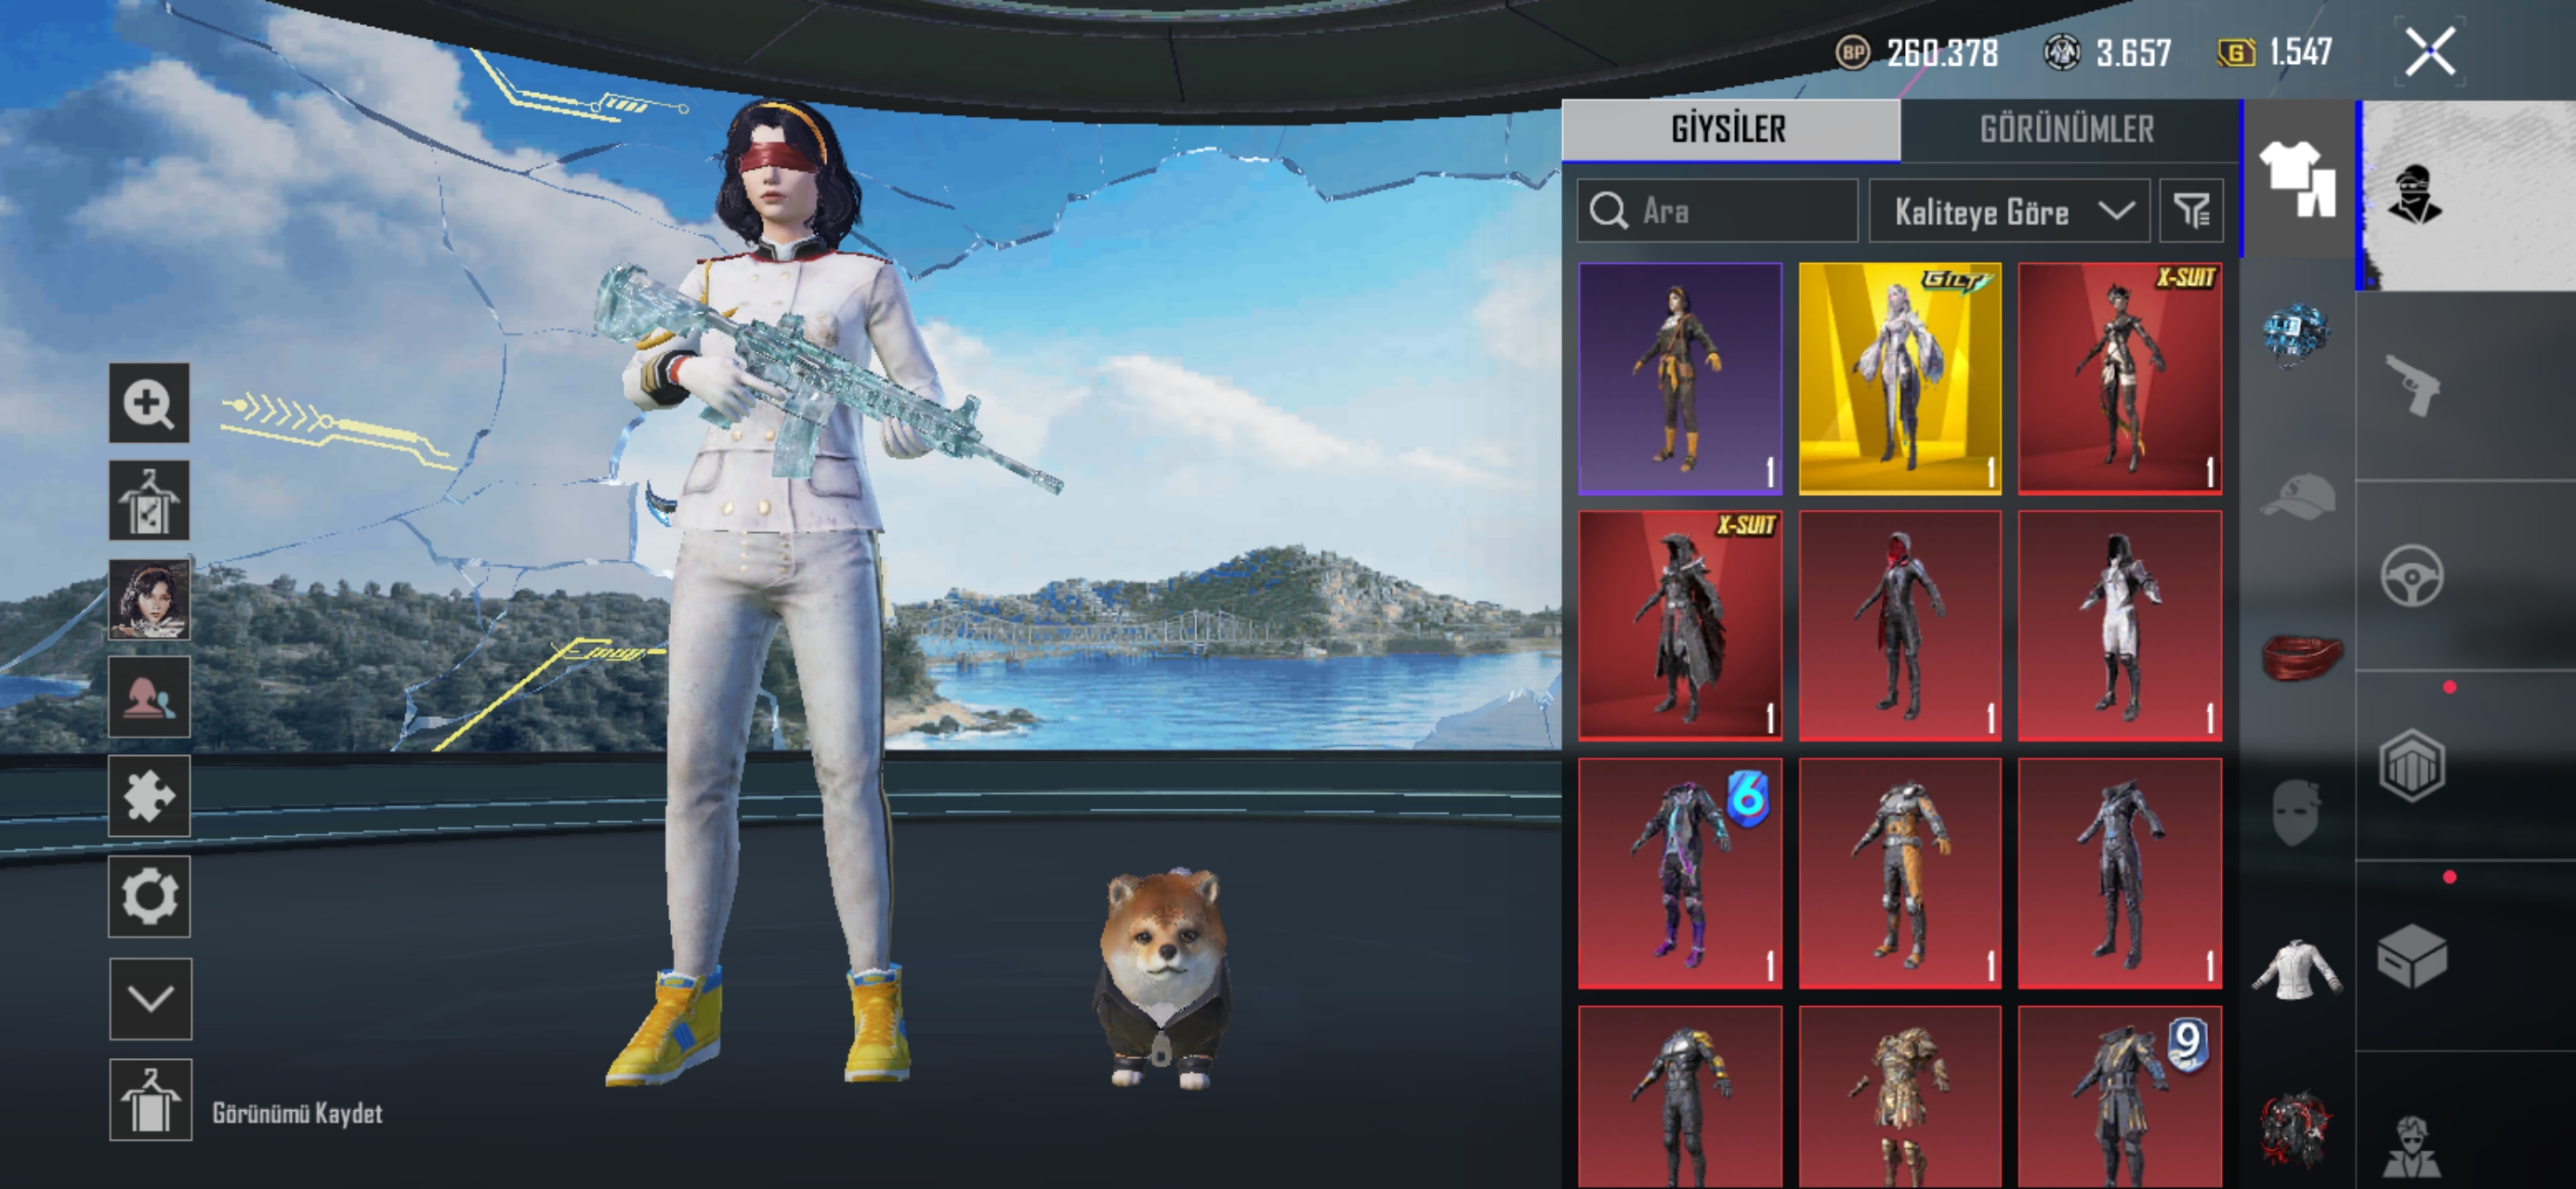 BP 260.378 3.657 G 1.547
GİYSİLER GÖRÜNÜMLER
Ara Kaliteye Göre
1 GILT 1 X-SUIT 1
X-SUIT 1 1 1
6 1 1 1
9
Görünümü Kaydet